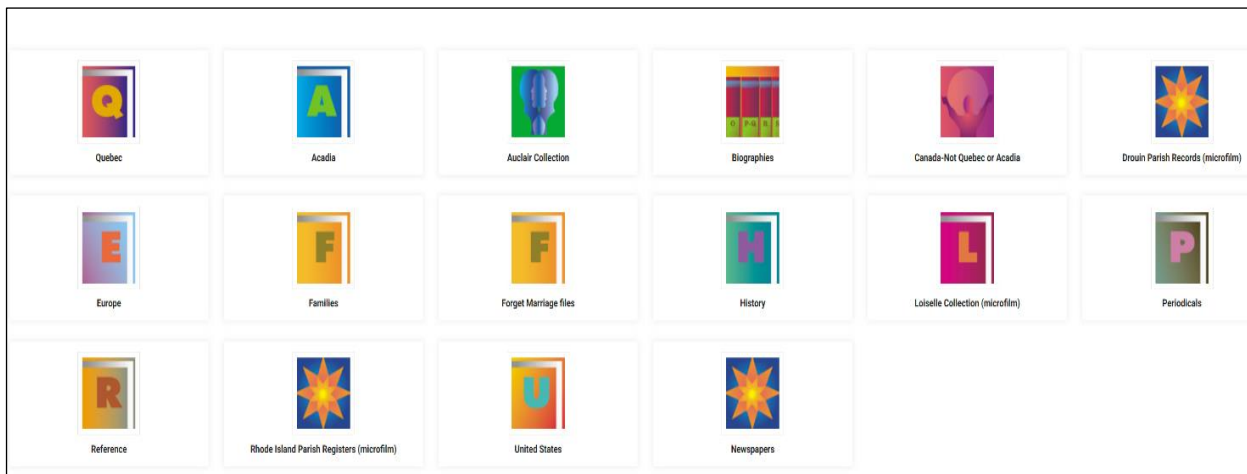 Q
A
O P-Q R
Quebec
Acadia
Auclair Collection
Biographies
Canada-Not Quebec or Acadia
Drouin Parish Records (microfilm)
E
F
F
H
L
P
Europe
Families
Forget Marriage files
History
Loiselle Collection (microfilm)
Periodicals
R
U
Reference
Rhode Island Parish Registers (microfilm)
United States
Newspapers